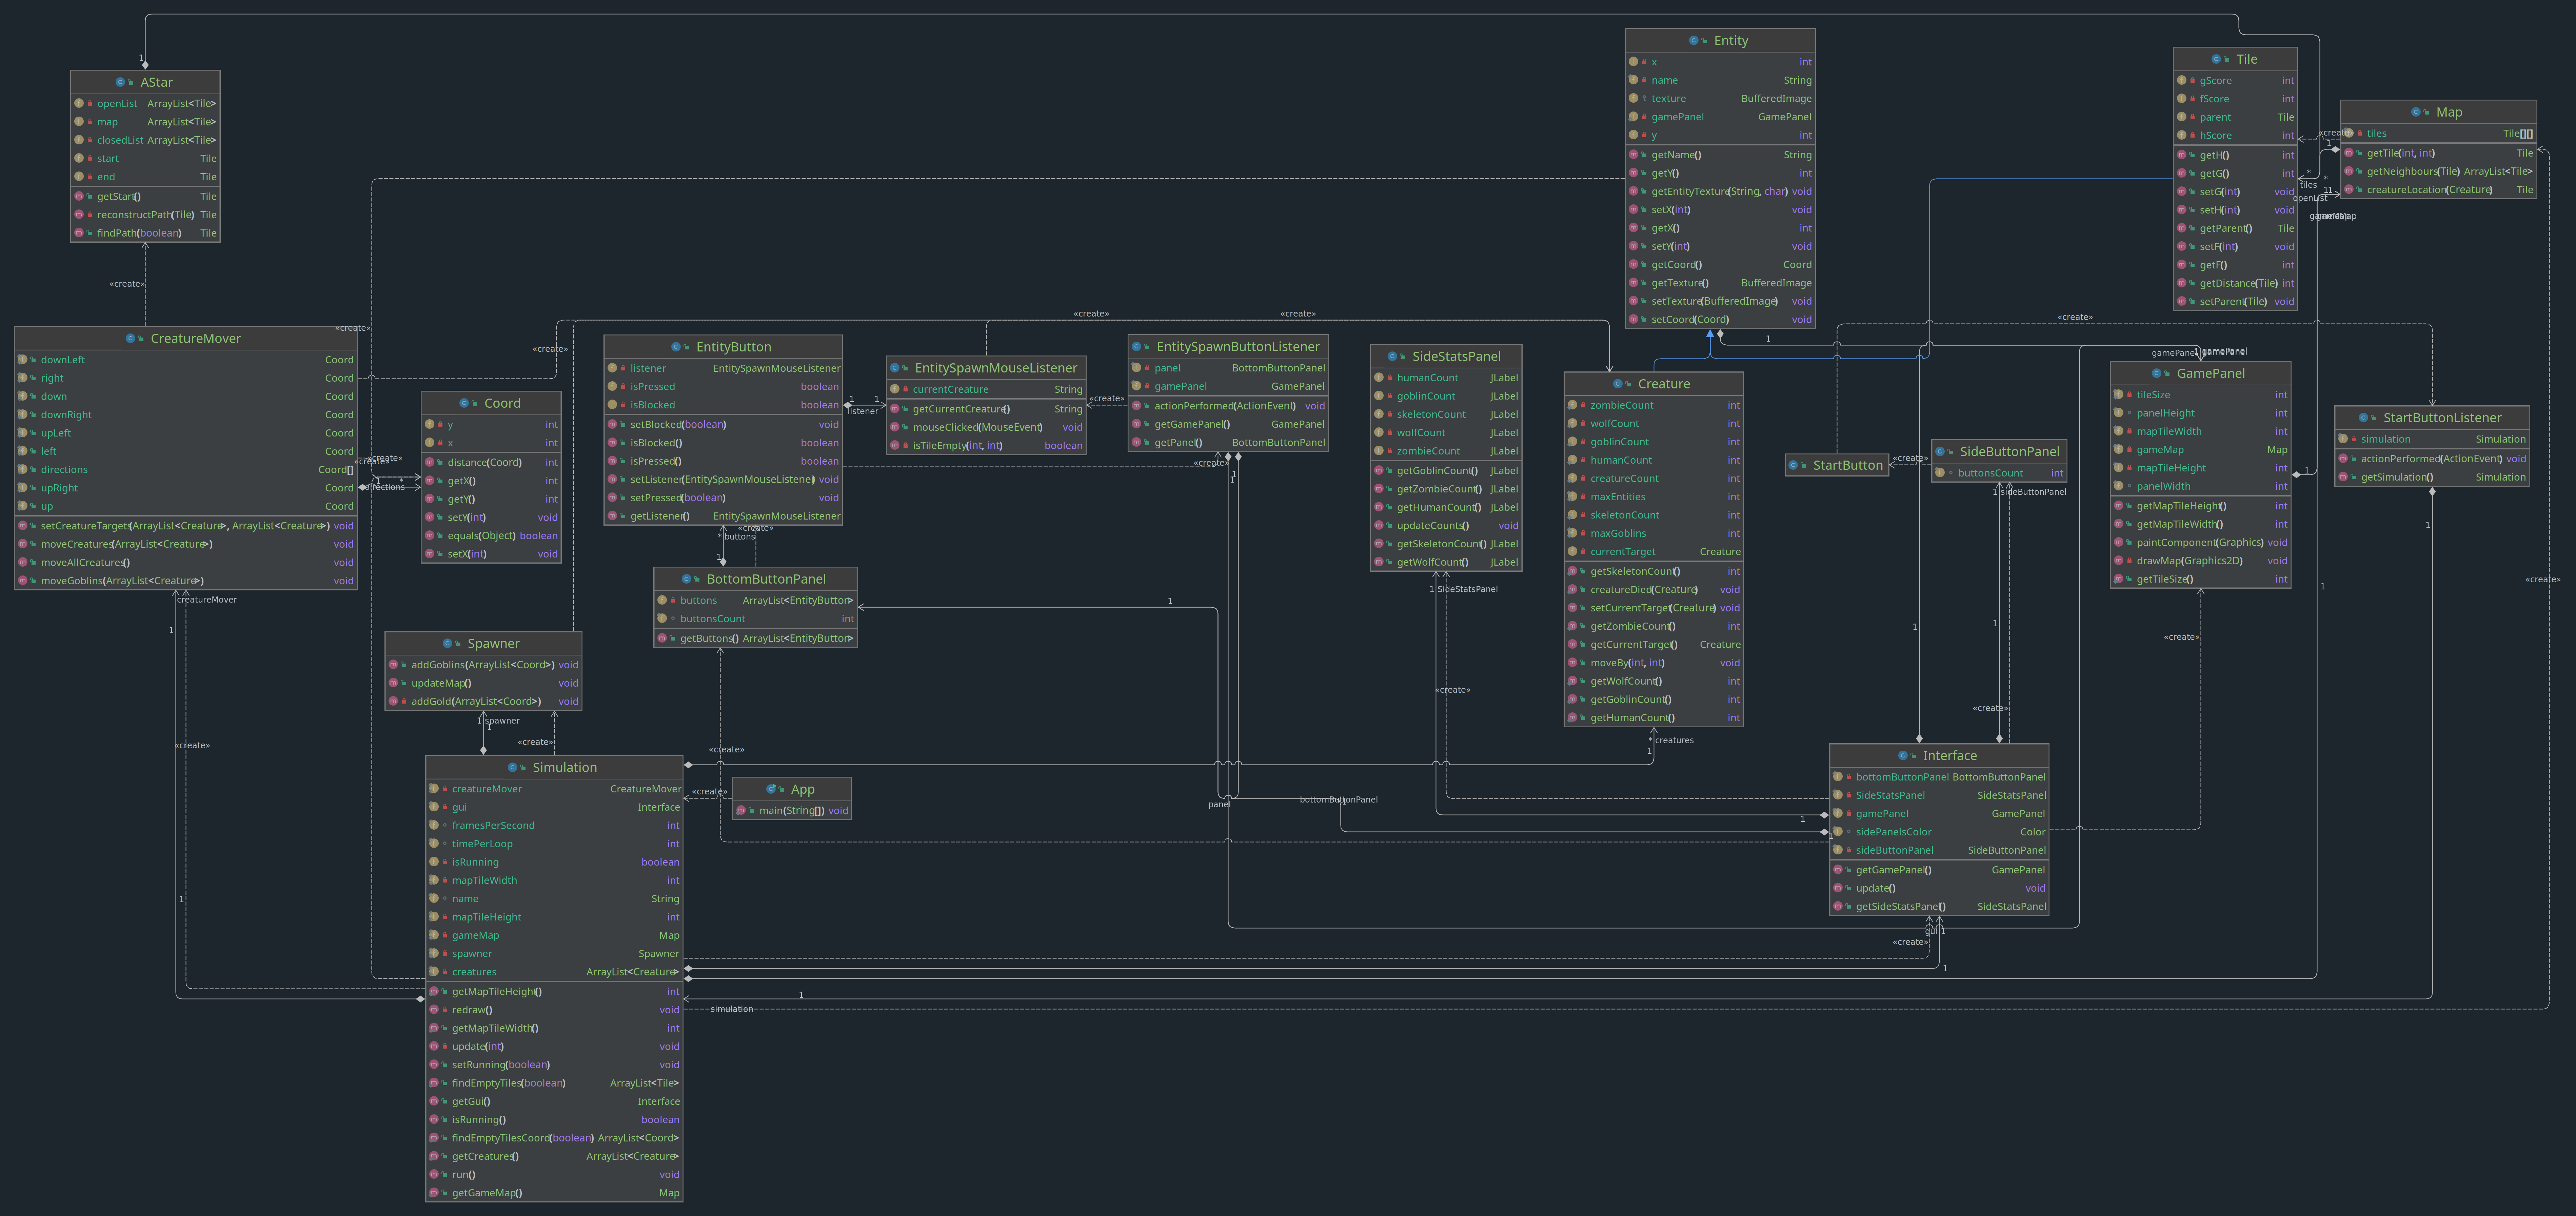 AStar
openList ArrayList<Tile>
map ArrayList<Tile>
closedList ArrayList<Tile>
start Tile
end Tile
getStart() Tile
reconstructPath(Tile) Tile
findPath(boolean) Tile
1
«create»
CreatureMover
downLeft Coord
right Coord
down Coord
downRight Coord
upLeft Coord
left Coord
directions Coord[]
upRight Coord
up Coord
setCreatureTargets(ArrayList<Creature>, ArrayList<Creature>) void
moveCreatures(ArrayList<Creature>) void
moveAllCreatures() void
moveGoblins(ArrayList<Creature>) void
creatureMover
1
«create»
1
«create»
«create»
«create»
1 *
directions
Coord
y int
x int
distance(Coord) int
getX() int
getY() int
setY(int) void
equals(Object) boolean
setX(int) void
«create»
EntityButton
listener EntitySpawnMouseListener
isPressed boolean
isBlocked boolean
setBlocked(boolean) void
isBlocked() boolean
isPressed() boolean
setListener(EntitySpawnMouseListener) void
setPressed(boolean) void
getListener() EntitySpawnMouseListener
1 1
listener
«create»
* buttons
1
EntitySpawnMouseListener
currentCreature String
getCurrentCreature() String
mouseClicked(MouseEvent) void
isTileEmpty(int, int) boolean
«create»
«create»
«create»
EntitySpawnButtonListener
panel BottomButtonPanel
gamePanel GamePanel
actionPerformed(ActionEvent) void
getGamePanel() GamePanel
getPanel() BottomButtonPanel
«create»
1
1
BottomButtonPanel
buttons ArrayList<EntityButton>
buttonsCount int
getButtons() ArrayList<EntityButton>
1
«create»
Spawner
addGoblins(ArrayList<Coord>) void
updateMap() void
addGold(ArrayList<Coord>) void
1 spawner
1
«create»
App
main(String[]) void
«create»
Simulation
creatureMover CreatureMover
gui Interface
framesPerSecond int
timePerLoop int
isRunning boolean
mapTileWidth int
name String
mapTileHeight int
gameMap Map
spawner Spawner
creatures ArrayList<Creature>
getMapTileHeight() int
redraw() void
getMapTileWidth() int
update(int) void
setRunning(boolean) void
findEmptyTiles(boolean) ArrayList<Tile>
getGui() Interface
isRunning() boolean
findEmptyTilesCoord(boolean) ArrayList<Coord>
getCreatures() ArrayList<Creature>
run() void
getGameMap() Map
1
simulation
panel
bottomButtonPanel
1
SideStatsPanel
humanCount JLabel
goblinCount JLabel
skeletonCount JLabel
wolfCount JLabel
zombieCount JLabel
getGoblinCount() JLabel
getZombieCount() JLabel
getHumanCount() JLabel
updateCounts() void
getSkeletonCount() JLabel
getWolfCount() JLabel
1 SideStatsPanel
«create»
Entity
x int
name String
texture BufferedImage
gamePanel GamePanel
y int
getName() String
getY() int
getEntityTexture(String, char) void
setX(int) void
getX() int
setY(int) void
getCoord() Coord
getTexture() BufferedImage
setTexture(BufferedImage) void
setCoord(Coord) void
1
Creature
zombieCount int
wolfCount int
goblinCount int
humanCount int
creatureCount int
maxEntities int
skeletonCount int
maxGoblins int
currentTarget Creature
getSkeletonCount() int
creatureDied(Creature) void
setCurrentTarget(Creature) void
getZombieCount() int
getCurrentTarget() Creature
moveBy(int, int) void
getWolfCount() int
getGoblinCount() int
getHumanCount() int
* creatures
1
StartButton
«create»
SideButtonPanel
buttonsCount int
1 sideButtonPanel
1
1
«create»
«create»
Interface
bottomButtonPanel BottomButtonPanel
SideStatsPanel SideStatsPanel
gamePanel GamePanel
sidePanelsColor Color
sideButtonPanel SideButtonPanel
getGamePanel() GamePanel
update() void
getSideStatsPanel() SideStatsPanel
1
1
gui 1
«create»
1
Tile
gScore int
fScore int
parent Tile
hScore int
getH() int
getG() int
setG(int) void
setH(int) void
getParent() Tile
setF(int) void
getF() int
getDistance(Tile) int
setParent(Tile) void
Map
tiles Tile[][]
getTile(int, int) Tile
getNeighbours(Tile) ArrayList<Tile>
creatureLocation(Creature) Tile
«create»
1
* *
tiles
11
openList
gameMap
gamePanel
1 gamePanel
GamePanel
tileSize int
panelHeight int
mapTileWidth int
gameMap Map
mapTileHeight int
panelWidth int
getMapTileHeight() int
getMapTileWidth() int
paintComponent(Graphics) void
drawMap(Graphics2D) void
getTileSize() int
1
«create»
1
StartButtonListener
simulation Simulation
actionPerformed(ActionEvent) void
getSimulation() Simulation
1
«create»